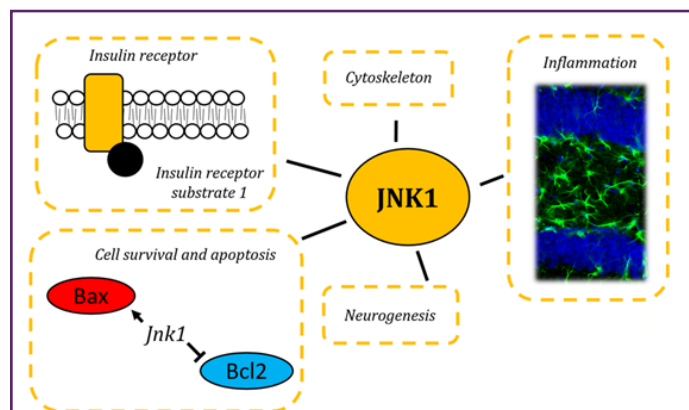 Insulin receptor
Insulin receptor
substrate 1
Cytoskeleton
Inflammation
JNK1
Cell survival and apoptosis
Bax
Jnk1
Bcl2
Neurogenesis